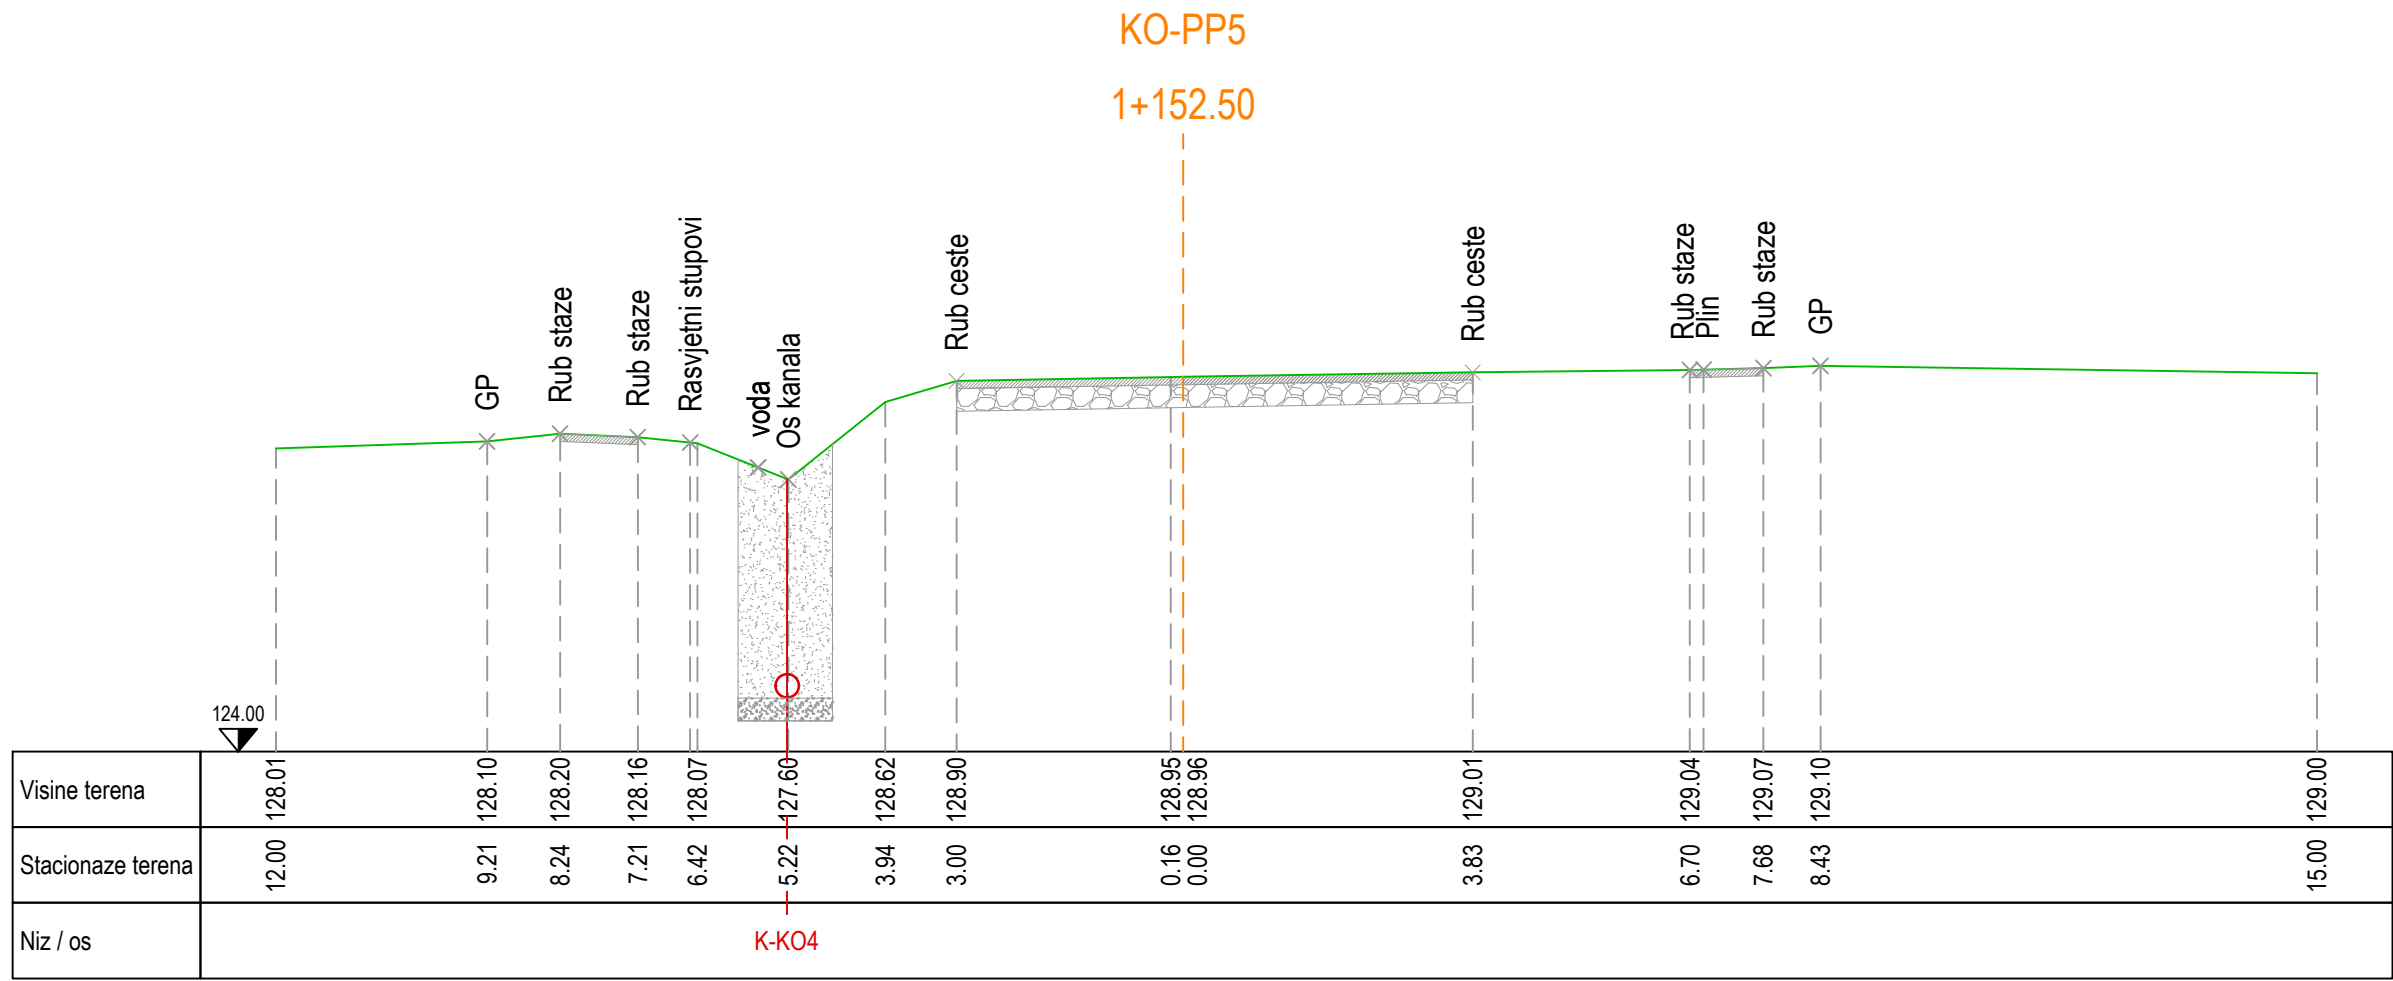 KO-PP5
1+152.50
GP
Rub staze
Rub staze
Rasvjetni stupovi
voda
Os kanala
Rub ceste
Rub ceste
Rub staze
Plin
Rub staze
GP
124.00
Visine terena 128.01 128.10 128.20 128.16 128.07 127.60 128.62 128.90 128.95 128.96 129.01 129.04 129.07 129.10 129.00
Stacionaze terena 12.00 9.21 8.24 7.21 6.42 5.22 3.94 3.00 0.16 0.00 3.83 6.70 7.68 8.43 15.00
Niz / os K-KO4